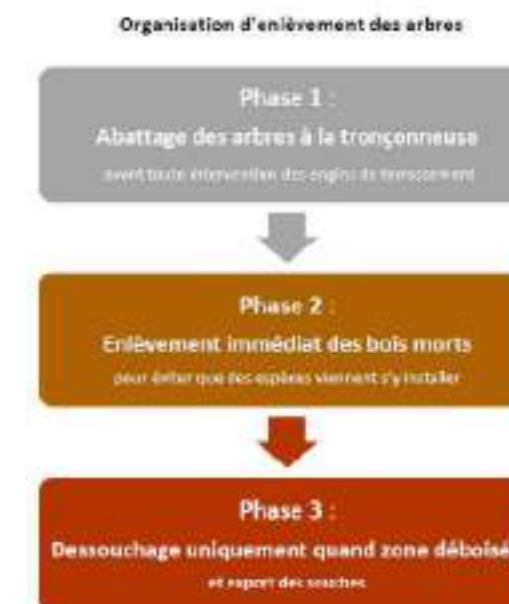 Organisation d'enlèvement des arbres
Phase 1 :
Abattage des arbres à la tronçonneuse
avant toute intervention des engins de terrassement
Phase 2 :
Enlèvement immédiat des bois morts
pour éviter que des espèces viennent s'y installer
Phase 3 :
Dessouchage uniquement quand zone déboisé
et export des souches